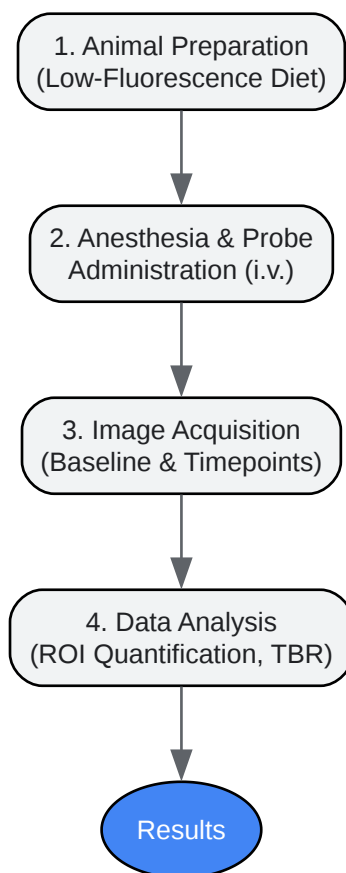 1. Animal Preparation
(Low-Fluorescence Diet)
2. Anesthesia & Probe
Administration (i.v.)
3. Image Acquisition
(Baseline & Timepoints)
4. Data Analysis
(ROI Quantification, TBR)
Results